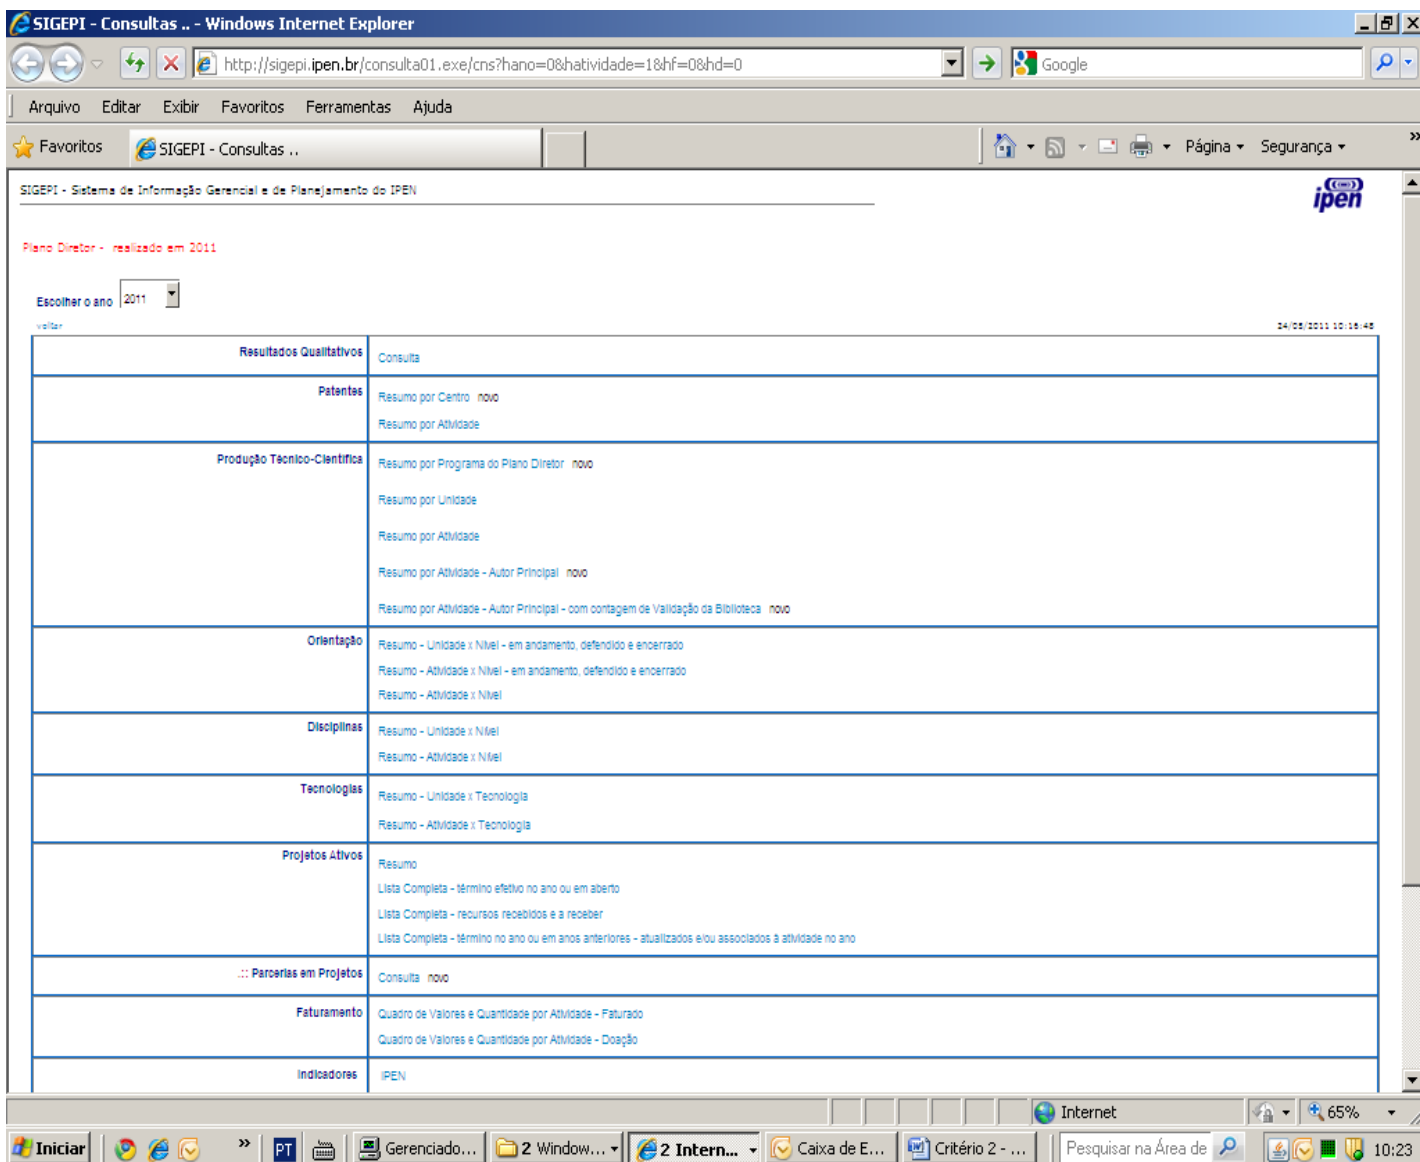 SIGEPI - Consultas .. - Windows Internet Explorer
http://sigepi.ipen.br/consulta01.exe/cns?hano=0&hatividade=1&hf=0&hd=0
Google
Arquivo Editar Exibir Favoritos Ferramentas Ajuda
Favoritos SIGEPI - Consultas .. Página Segurança »
SIGEPI - Sistema de Informação Gerencial e de Planejamento do IPEN
ipen
Plano Diretor - realizado em 2011
Escolher o ano 2011
voltar 24/05/2011 10:16:48
Resultados Qualitativos Consulta
Patentes Resumo por Centro novo
Resumo por Atividade
Produção Técnico-Científica Resumo por Programa do Plano Diretor novo
Resumo por Unidade
Resumo por Atividade
Resumo por Atividade - Autor Principal novo
Resumo por Atividade - Autor Principal - com contagem de Validação da Biblioteca novo
Orientação Resumo - Unidade x Nível - em andamento, defendido e encerrado
Resumo - Atividade x Nível - em andamento, defendido e encerrado
Resumo - Atividade x Nível
Disciplinas Resumo - Unidade x Nível
Resumo - Atividade x Nível
Tecnologias Resumo - Unidade x Tecnologia
Resumo - Atividade x Tecnologia
Projetos Ativos Resumo
Lista Completa - término efetivo no ano ou em aberto
Lista Completa - recursos recebidos e a receber
Lista Completa - término no ano ou em anos anteriores - atualizados e/ou associados à atividade no ano
.:: Parcerias em Projetos Consulta novo
Faturamento Quadro de Valores e Quantidade por Atividade - Faturado
Quadro de Valores e Quantidade por Atividade - Doação
Indicadores IPEN
Internet 65%
Iniciar » PT Gerenciado... 2 Window... 2 Intern... Caixa de E... Critério 2 - ... Pesquisar na Área de 10:23